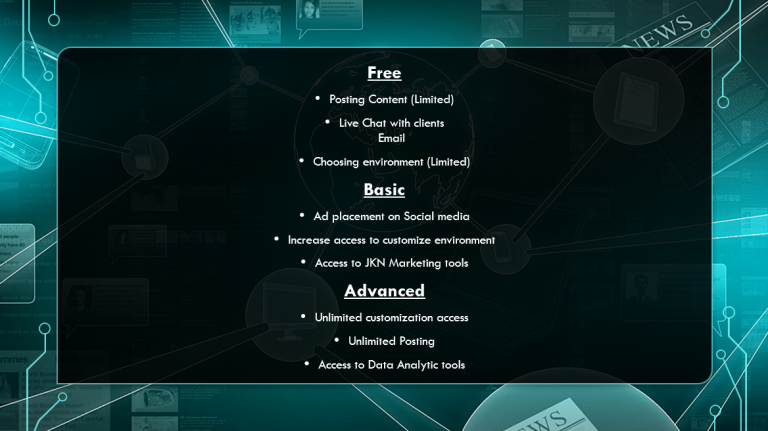 NEWS
Free
• Posting Content (Limited)
• Live Chat with clients
Email
• Choosing environment (Limited)
Basic
• Ad placement on Social media
• Increase access to customize environment
• Access to JKN Marketing tools
Advanced
• Unlimited customization access
• Unlimited Posting
• Access to Data Analytic tools
NEWS